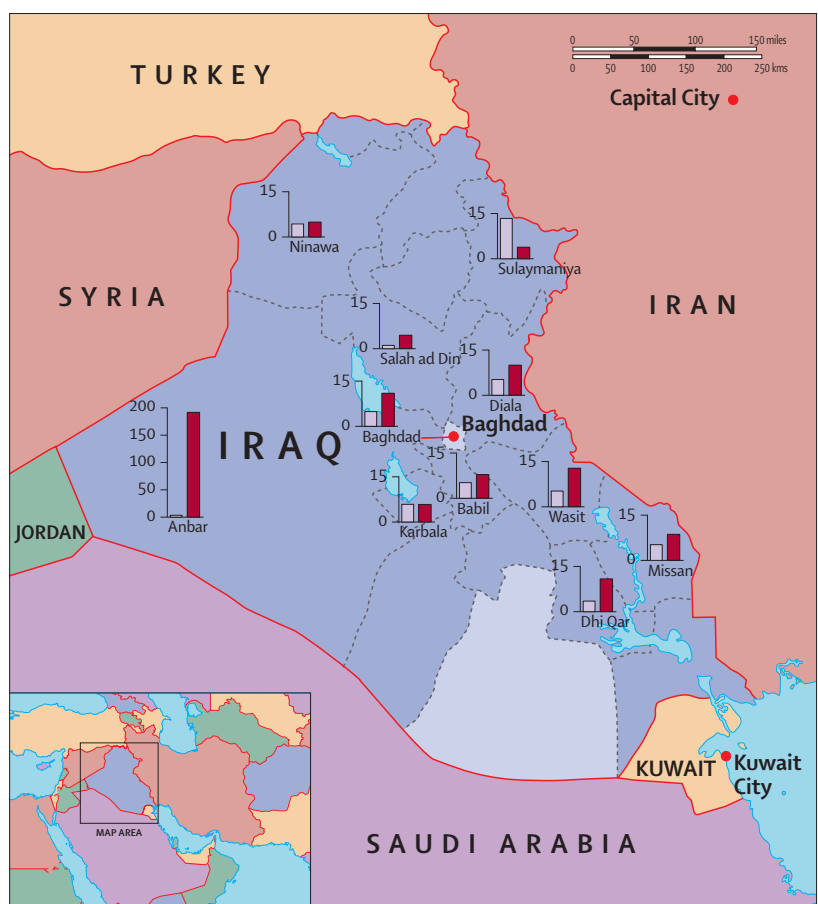 0 50 100 150 miles
0 50 100 150 200 250 kms
Capital City
TURKEY
15
0
Ninawa
15
0
Sulaymaniya
SYRIA
IRAN
15
0
Salah ad Din
15
0
Diala
15
0
Baghdad
Baghdad
IRAQ
200
150
100
50
0
Anbar
15
0
Babil
15
0
Karbala
15
0
Wasit
15
0
Missan
JORDAN
15
0
Dhi Qar
KUWAIT
Kuwait
City
MAP AREA
SAUDI ARABIA